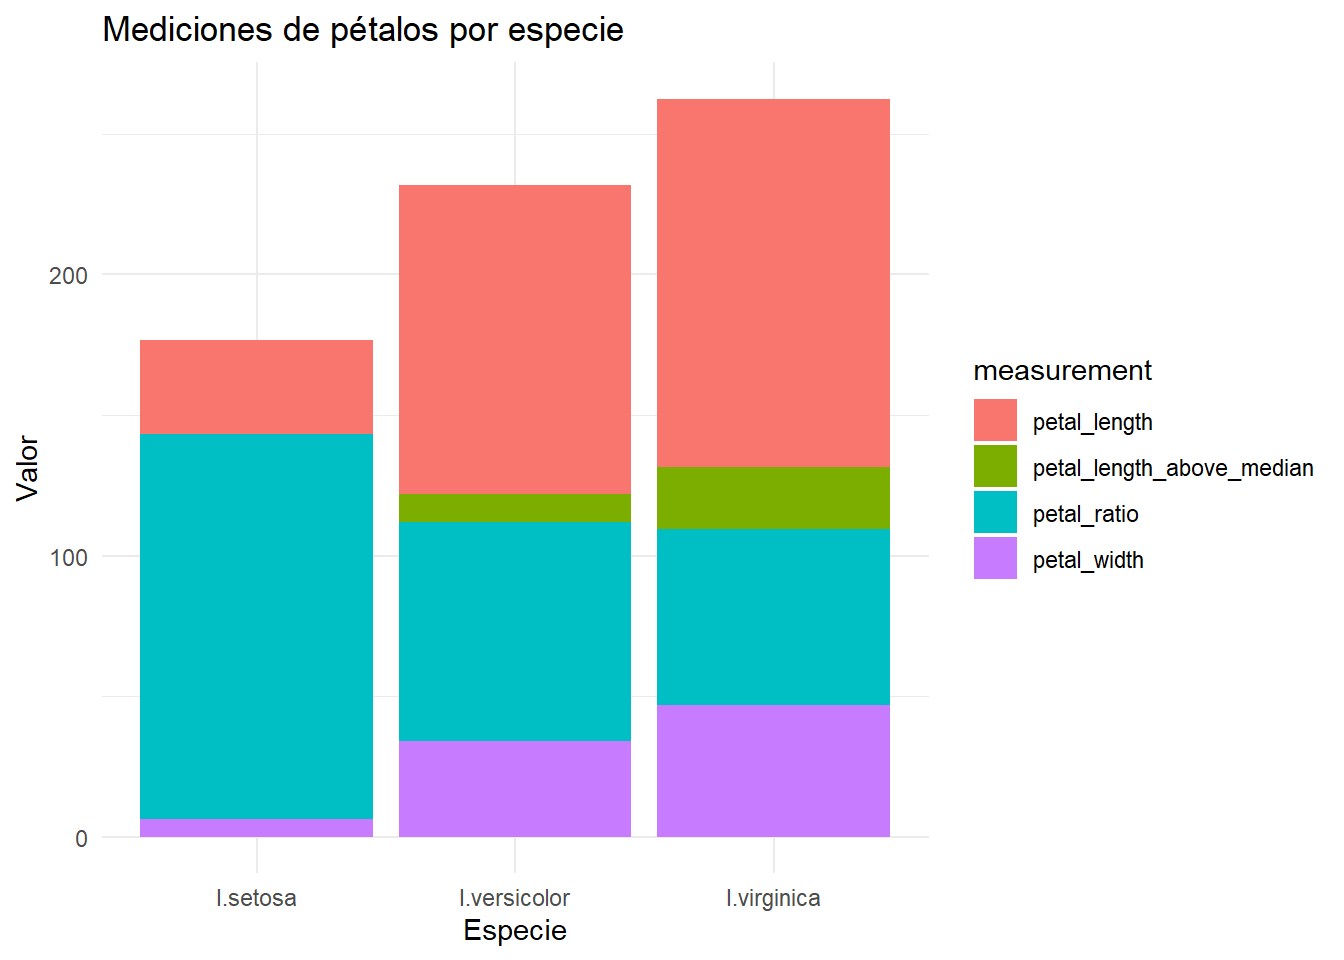 Mediciones de pétalos por especie
Valor
200
100
0
I.setosa
I.versicolor
I.virginica
Especie
measurement
petal_length
petal_length_above_median
petal_ratio
petal_width